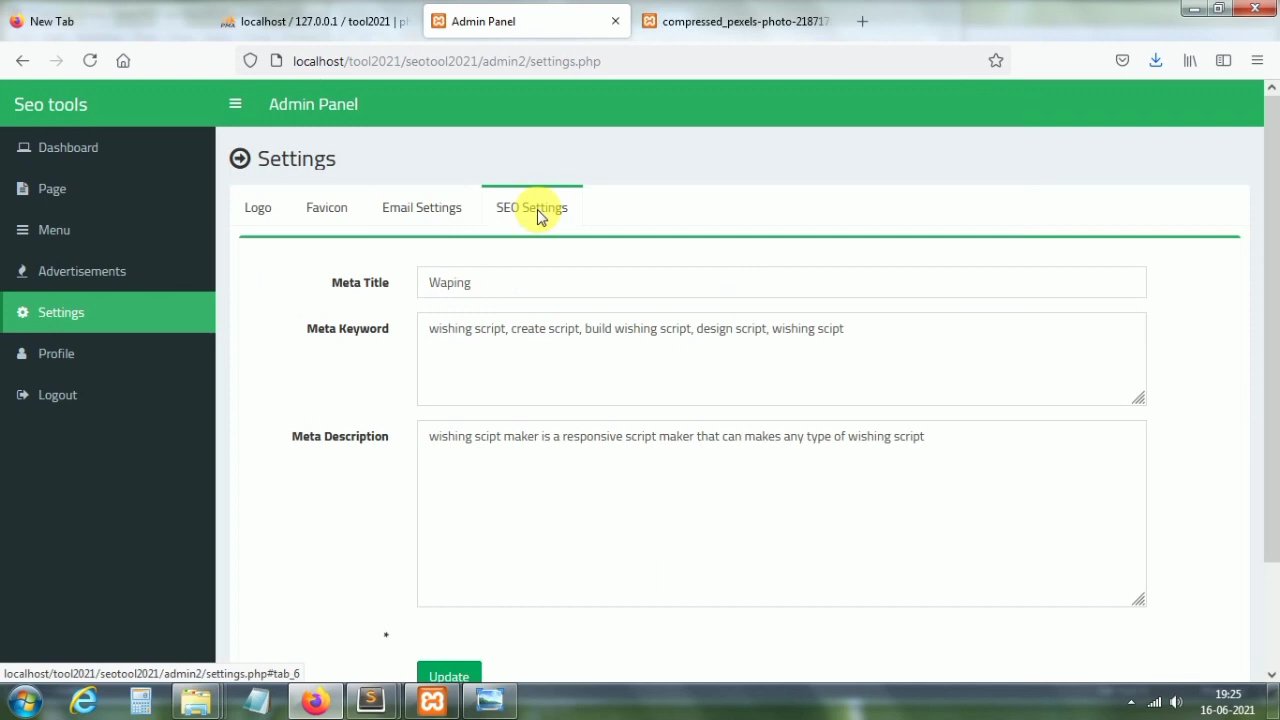 New Tab
localhost / 127.0.0.1 / tool2021 | p
Admin Panel
compressed_pexels-photo-218717
localhost/tool2021/seotool2021/admin2/settings.php
Seo tools
Admin Panel
Dashboard
Page
Menu
Advertisements
Settings
Profile
Logout
Settings
Logo
Favicon
Email Settings
SEO Settings
Meta Title
Waping
Meta Keyword
wishing script, create script, build wishing script, design script, wishing scipt
Meta Description
wishing scipt maker is a responsive script maker that can makes any type of wishing script
*
Update
localhost/tool2021/seotool2021/admin2/settings.php#tab_6
19:25
16-06-2021